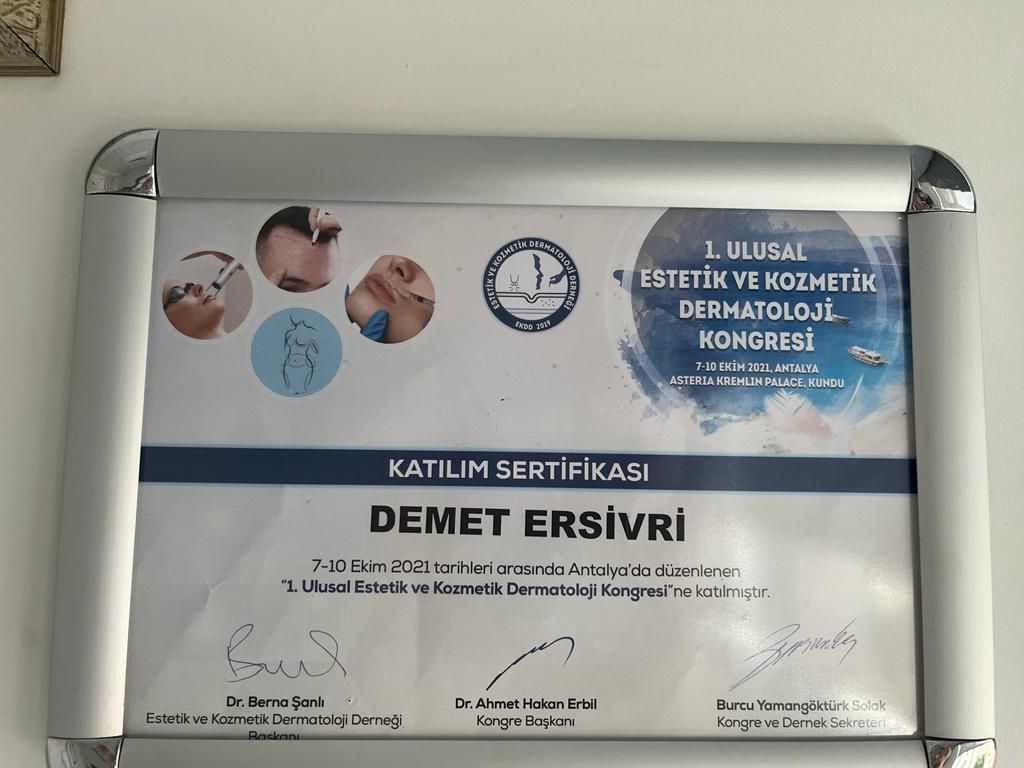 ESTETİK VE KOZMETİK DERMATOLOJİ DERNEĞİ
EKDD 2019
1. ULUSAL
ESTETİK VE KOZMETİK
DERMATOLOJİ
KONGRESİ
7-10 EKİM 2021, ANTALYA
ASTERIA KREMLIN PALACE, KUNDU
KATILIM SERTİFİKASI
DEMET ERSİVRİ
7-10 Ekim 2021 tarihleri arasında Antalya'da düzenlenen
"1. Ulusal Estetik ve Kozmetik Dermatoloji Kongresi"ne katılmıştır.
Dr. Berna Şanlı
Estetik ve Kozmetik Dermatoloji Derneği
Başkanı
Dr. Ahmet Hakan Erbil
Kongre Başkanı
Burcu Yamangöktürk Solak
Kongre ve Dernek Sekreteri